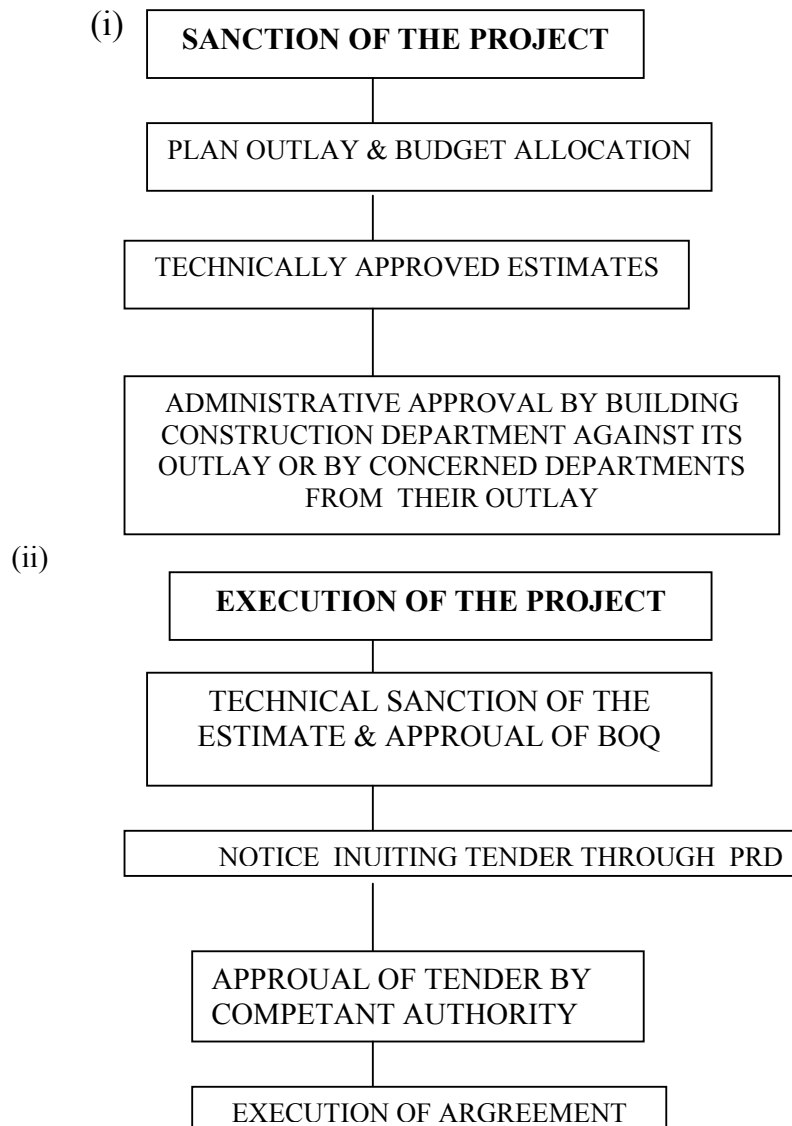 (i)
SANCTION OF THE PROJECT
PLAN OUTLAY & BUDGET ALLOCATION
TECHNICALLY APPROVED ESTIMATES
ADMINISTRATIVE APPROVAL BY BUILDING
CONSTRUCTION DEPARTMENT AGAINST ITS
OUTLAY OR BY CONCERNED DEPARTMENTS
FROM THEIR OUTLAY
(ii)
EXECUTION OF THE PROJECT
TECHNICAL SANCTION OF THE
ESTIMATE & APPROUAL OF BOQ
NOTICE INUITING TENDER THROUGH PRD
APPROUAL OF TENDER BY
COMPETANT AUTHORITY
EXECUTION OF ARGREEMENT